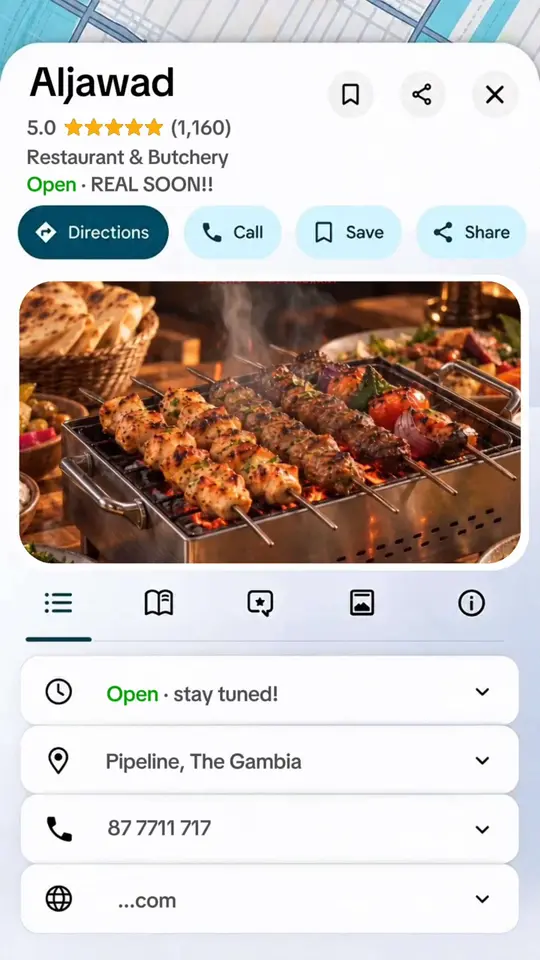 Aljawad
5.0 ⭐⭐⭐⭐⭐ (1,160)
Restaurant & Butchery
Open · REAL SOON!!
Directions
Call
Save
Share
Open · stay tuned!
Pipeline, The Gambia
87 7711 717
...com